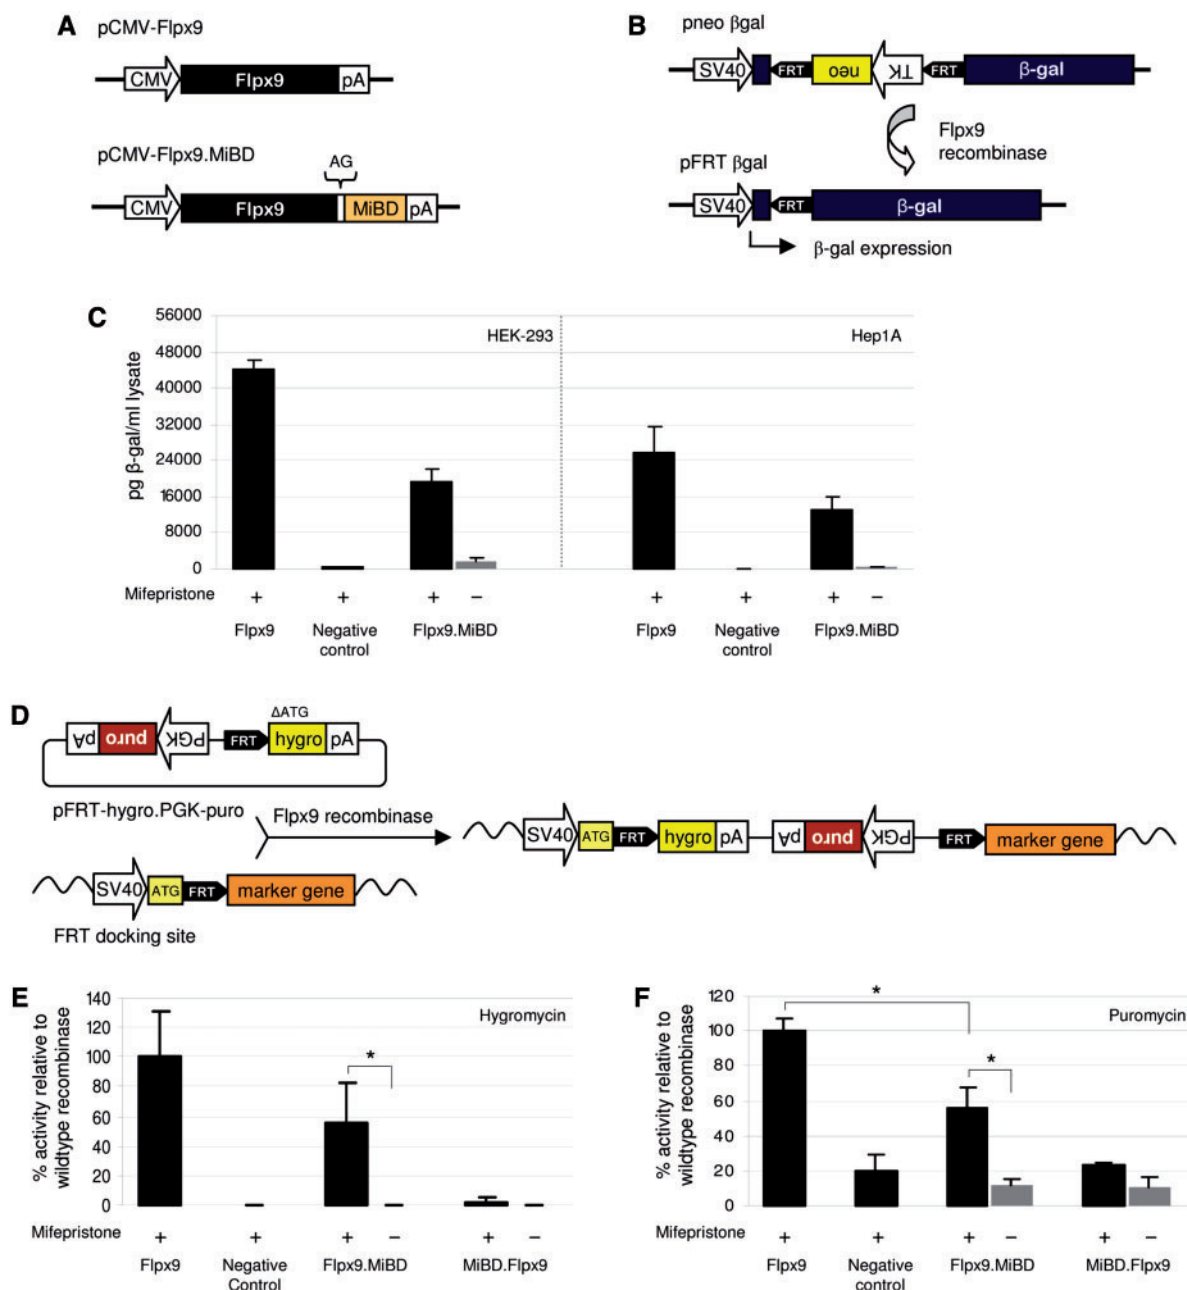 A
pCMV-Flpx9
CMV Flpx9 pA
pCMV-Flpx9.MiBD
AG
CMV Flpx9 MiBD pA
B
pneo βgal
SV40 FRT neo TK FRT β-gal
Flpx9
recombinase
pFRT βgal
SV40 FRT β-gal
β-gal expression
C
pg β-gal/ml lysate
56000
48000
40000
32000
24000
16000
8000
0
HEK-293
Hep1A
Mifepristone + + + − + + + −
Flpx9 Negative control Flpx9.MiBD Flpx9 Negative control Flpx9.MiBD
D
ΔATG
pA puro PGK FRT hygro pA
pFRT-hygro.PGK-puro
Flpx9 recombinase
SV40 ATG FRT hygro pA pA puro PGK FRT marker gene
SV40 ATG FRT marker gene
FRT docking site
E
% activity relative to
wildtype recombinase
140
120
100
80
60
40
20
0
Hygromycin
*
Mifepristone + + + − + −
Flpx9 Negative Control Flpx9.MiBD MiBD.Flpx9
F
% activity relative to
wildtype recombinase
120
100
80
60
40
20
0
Puromycin
*
*
Mifepristone + + + − + −
Flpx9 Negative control Flpx9.MiBD MiBD.Flpx9